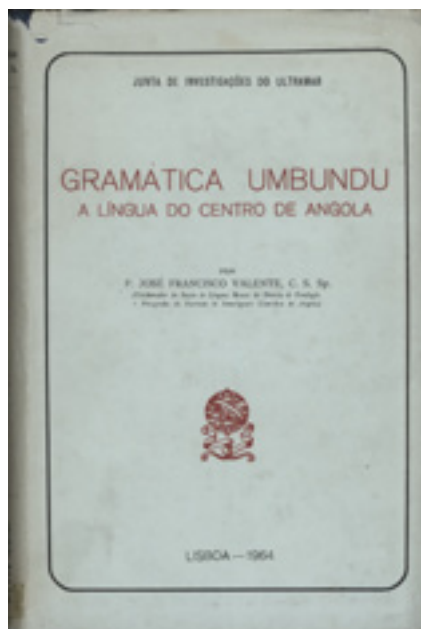 JUNTA DE INVESTIGAÇÕES DO ULTRAMAR
GRAMÁTICA UMBUNDU
A LÍNGUA DO CENTRO DE ANGOLA
POR
P. JOSÉ FRANCISCO VALENTE, C. S. Sp.
LISBOA — 1964